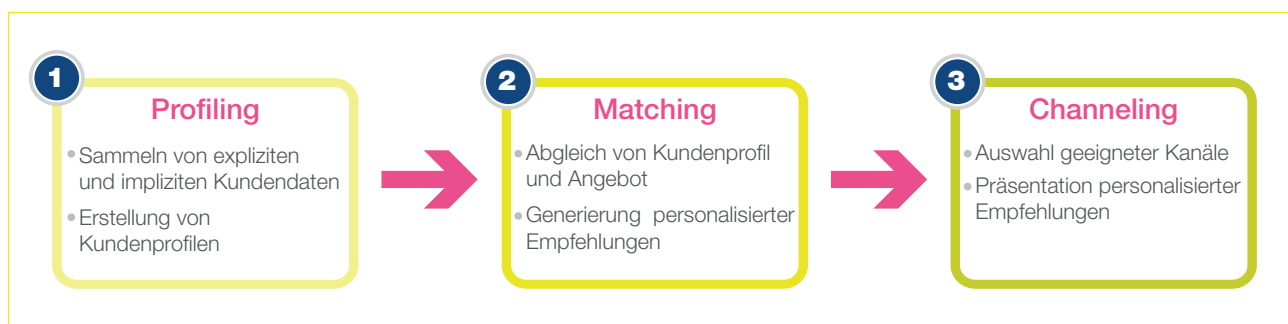 1
Profiling
Sammeln von expliziten
und impliziten Kundendaten
Erstellung von
Kundenprofilen
2
Matching
Abgleich von Kundenprofil
und Angebot
Generierung personalisierter
Empfehlungen
3
Channeling
Auswahl geeigneter Kanäle
Präsentation personalisierter
Empfehlungen